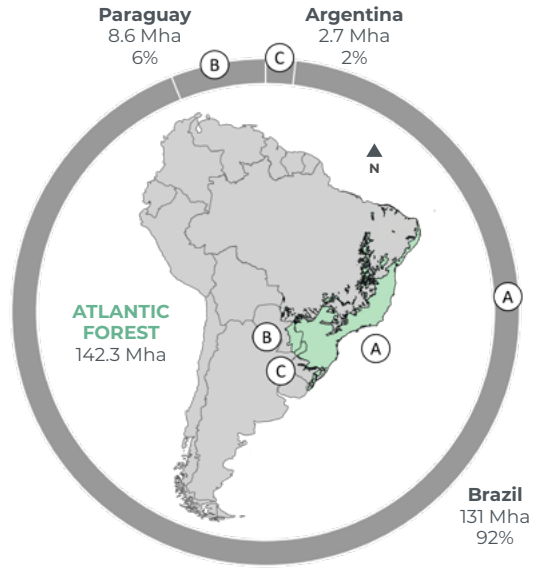 Paraguay
8.6 Mha
6%
Argentina
2.7 Mha
2%
B
C
N
A
ATLANTIC
FOREST
142.3 Mha
B
A
C
Brazil
131 Mha
92%